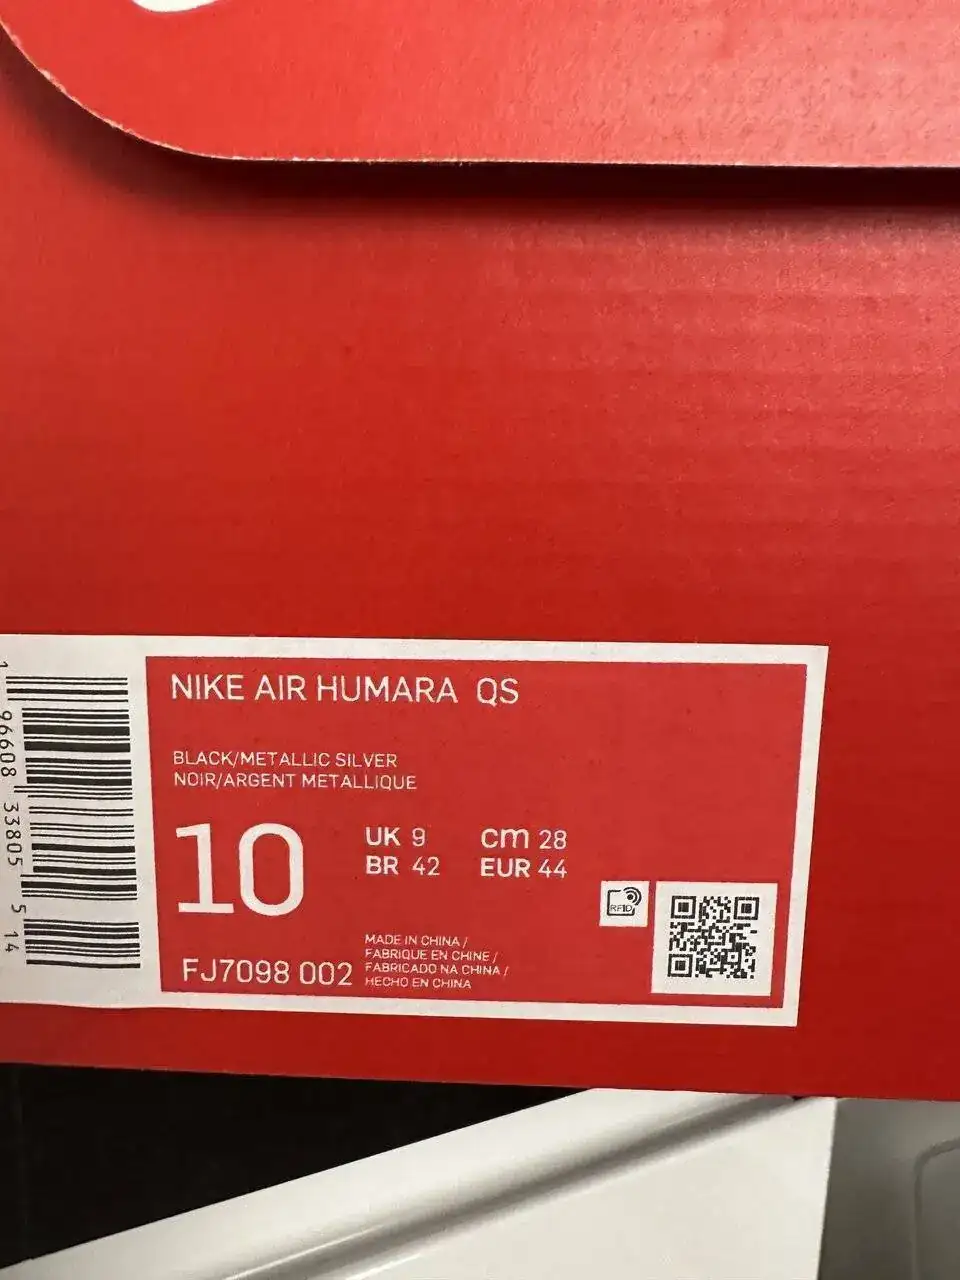 NIKE AIR HUMARA QS
BLACK/METALLIC SILVER
NOIR/ARGENT METALLIQUE
10
UK 9
cm 28
BR 42
EUR 44
FJ7098 002
MADE IN CHINA /
FABRIQUE EN CHINE /
FABRICADO NA CHINA /
HECHO EN CHINA
RFID
1 96608 33805 5 14